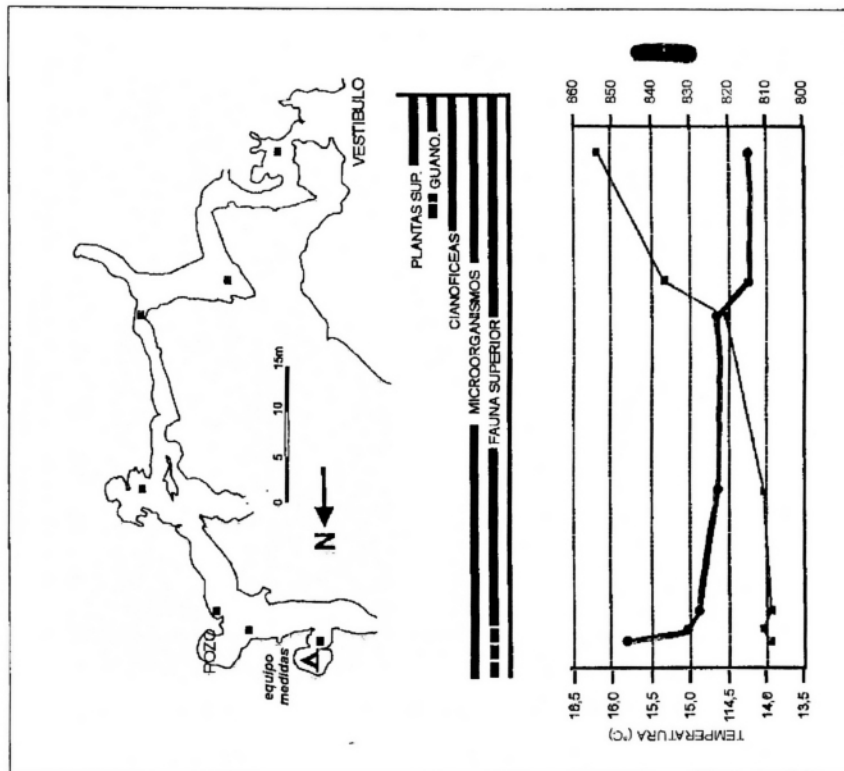 VESTIBULO
POZO
equipo
medidas
0 5 10 15m
N
PLANTAS SUP.
GUANO.
CIANOFICEAS
MICROORGANISMOS
FAUNA SUPERIOR
860 850 840 830 820 810 800
16,5 16,0 15,5 15,0 114,5 14,0 13,5
TEMPERATURA (°C)